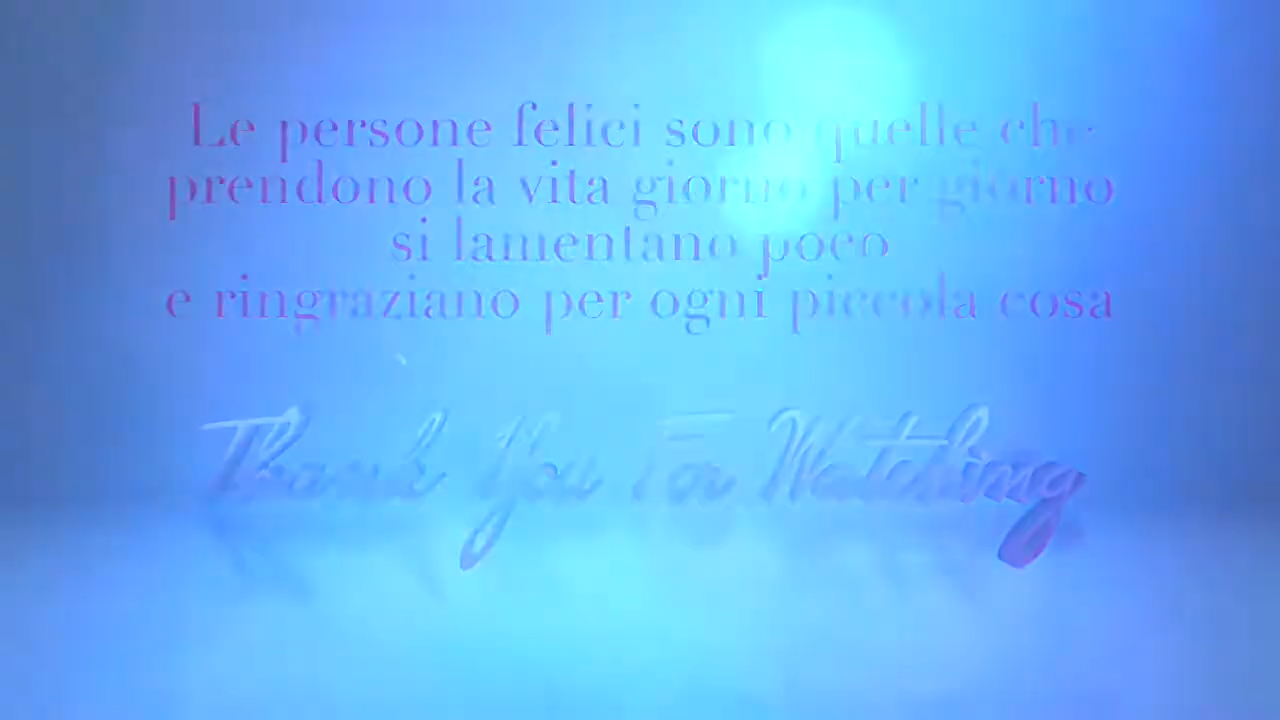 Le persone felici sono quelle che
prendono la vita giorno per giorno
si lamentano poco
e ringraziano per ogni piccola cosa
Thank You For Watching